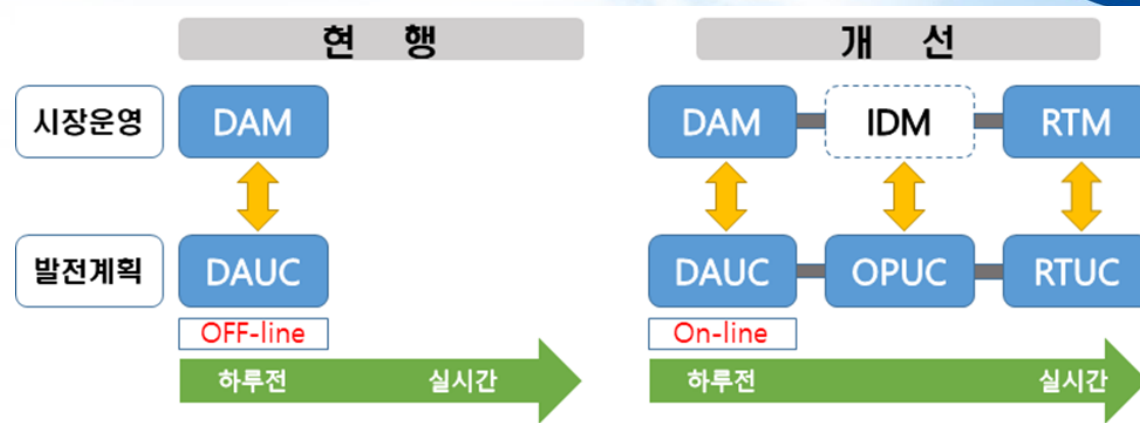 현 행
개 선
시장운영
DAM
DAM
IDM
RTM
발전계획
DAUC
DAUC
OPUC
RTUC
OFF-line
On-line
하루전
실시간
하루전
실시간